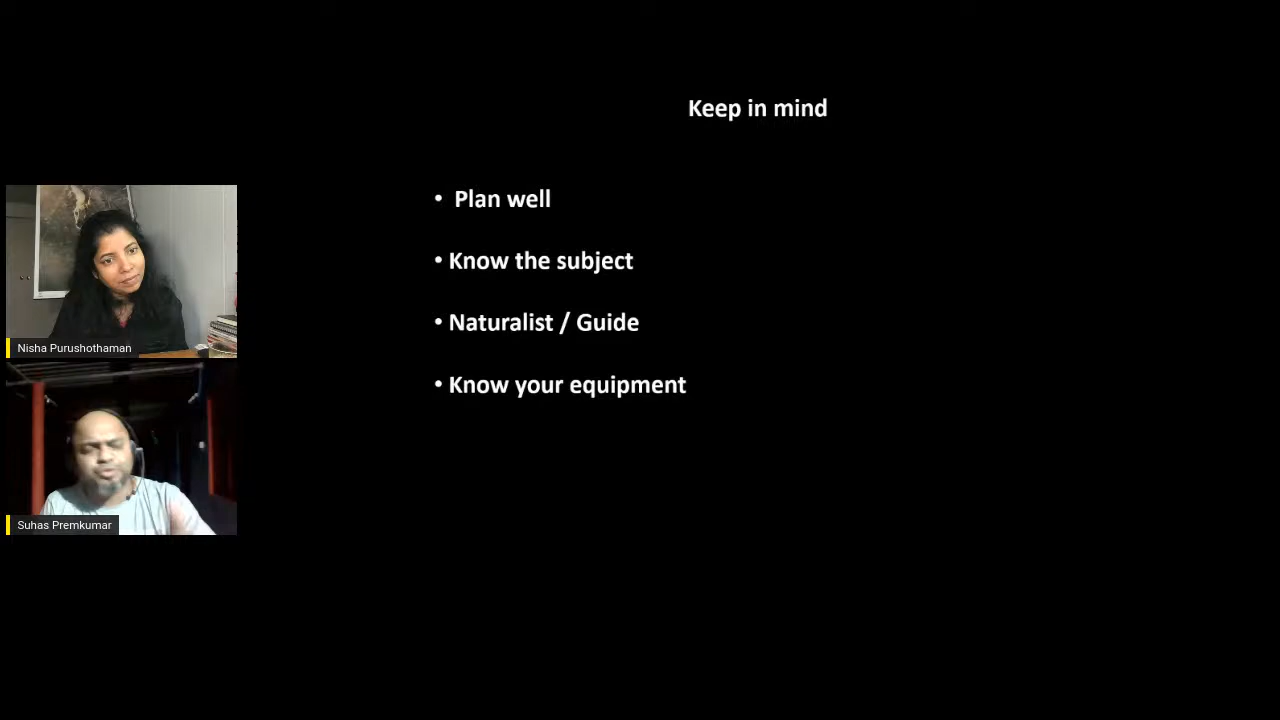 Keep in mind
• Plan well
• Know the subject
• Naturalist / Guide
• Know your equipment
Nisha Purushothaman
Suhas Premkumar